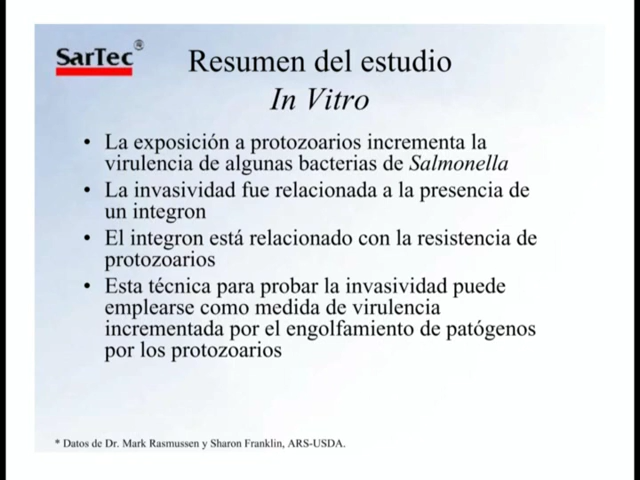 SarTec®
Resumen del estudio
In Vitro
• La exposición a protozoarios incrementa la
virulencia de algunas bacterias de Salmonella
• La invasividad fue relacionada a la presencia de
un integron
• El integron está relacionado con la resistencia de
protozoarios
• Esta técnica para probar la invasividad puede
emplearse como medida de virulencia
incrementada por el engolfamiento de patógenos
por los protozoarios
* Datos de Dr. Mark Rasmussen y Sharon Franklin, ARS-USDA.